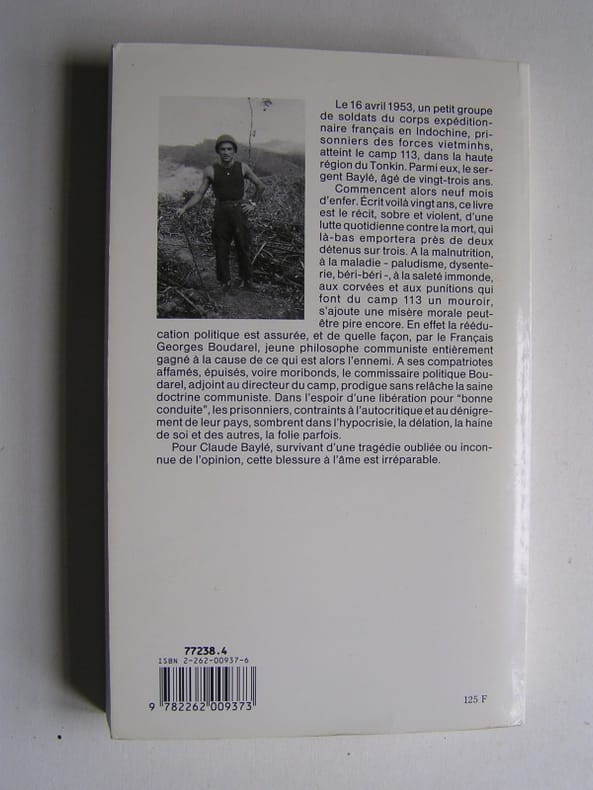 Le 16 avril 1953, un petit groupe
de soldats du corps expédition-
naire français en Indochine, pri-
sonniers des forces vietminhs,
atteint le camp 113, dans la haute
région du Tonkin. Parmi eux, le ser-
gent Baylé, âgé de vingt-trois ans.
Commencent alors neuf mois
d'enfer. Écrit voilà vingt ans, ce livre
est le récit, sobre et violent, d'une
lutte quotidienne contre la mort, qui
là-bas emportera près de deux
détenus sur trois. A la malnutrition,
à la maladie - paludisme, dysente-
rie, béri-béri -, à la saleté immonde,
aux corvées et aux punitions qui
font du camp 113 un mouroir,
s'ajoute une misère morale peut-
être pire encore. En effet la réédu-
cation politique est assurée, et de quelle façon, par le Français
Georges Boudarel, jeune philosophe communiste entièrement
gagné à la cause de ce qui est alors l'ennemi. A ses compatriotes
affamés, épuisés, voire moribonds, le commissaire politique Bou-
darel, adjoint au directeur du camp, prodigue sans relâche la saine
doctrine communiste. Dans l'espoir d'une libération pour "bonne
conduite", les prisonniers, contraints à l'autocritique et au dénigre-
ment de leur pays, sombrent dans l'hypocrisie, la délation, la haine
de soi et des autres, la folie parfois.
Pour Claude Baylé, survivant d'une tragédie oubliée ou incon-
nue de l'opinion, cette blessure à l'âme est irréparable.
77238.4
ISBN 2-262-00937-6
9 782262 009373
125 F